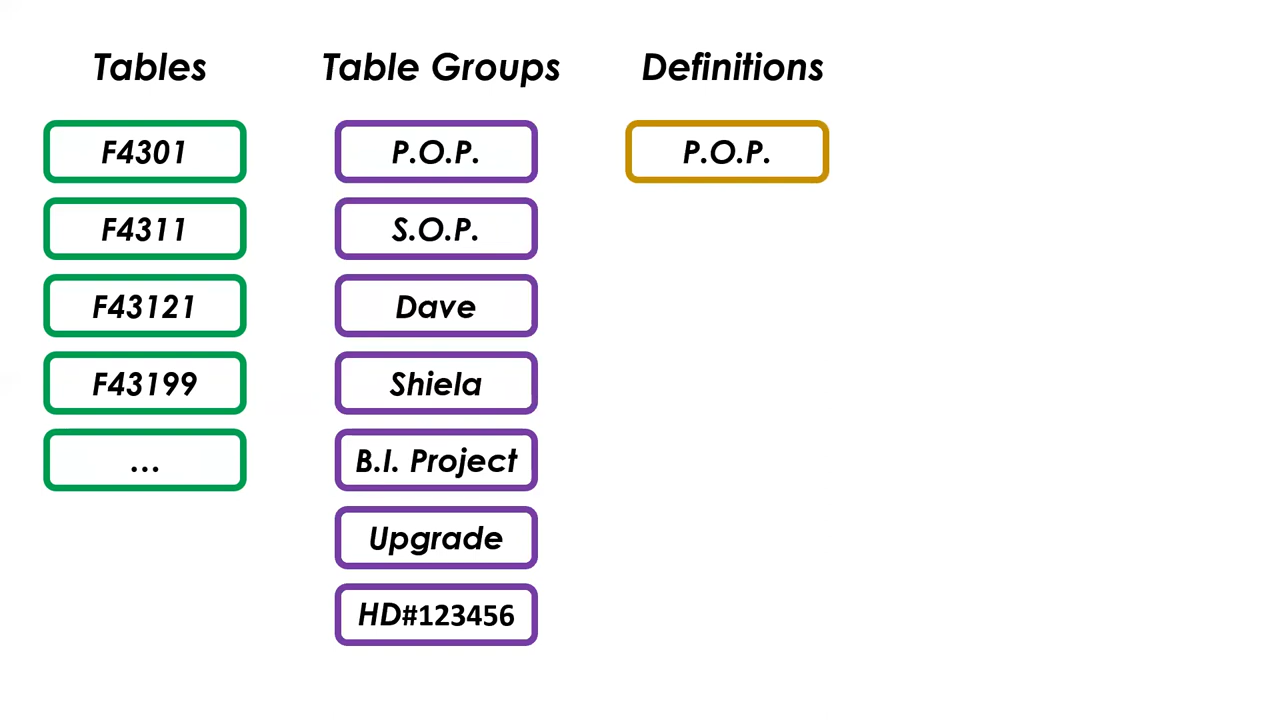 Tables
Table Groups
Definitions
F4301
P.O.P.
P.O.P.
F4311
S.O.P.
F43121
Dave
F43199
Shiela
...
B.I. Project
Upgrade
HD#123456